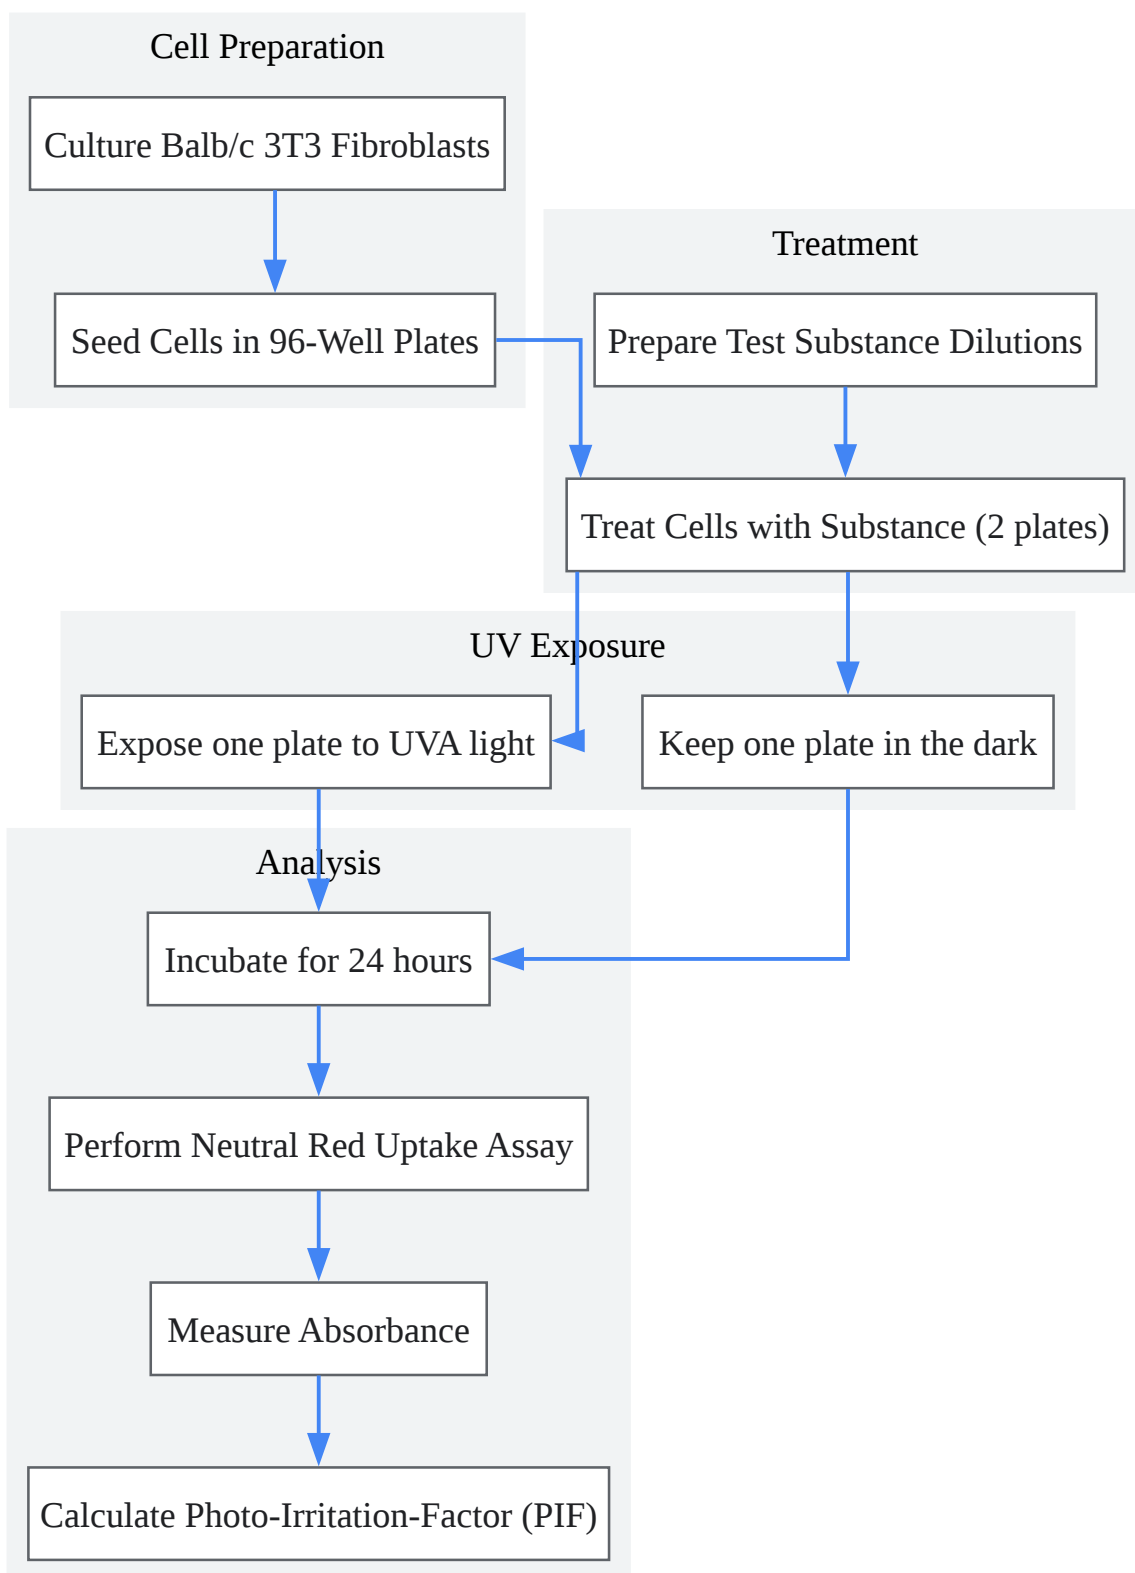 Cell Preparation
Culture Balb/c 3T3 Fibroblasts
Seed Cells in 96-Well Plates
Treatment
Prepare Test Substance Dilutions
Treat Cells with Substance (2 plates)
UV Exposure
Expose one plate to UVA light
Keep one plate in the dark
Analysis
Incubate for 24 hours
Perform Neutral Red Uptake Assay
Measure Absorbance
Calculate Photo-Irritation-Factor (PIF)